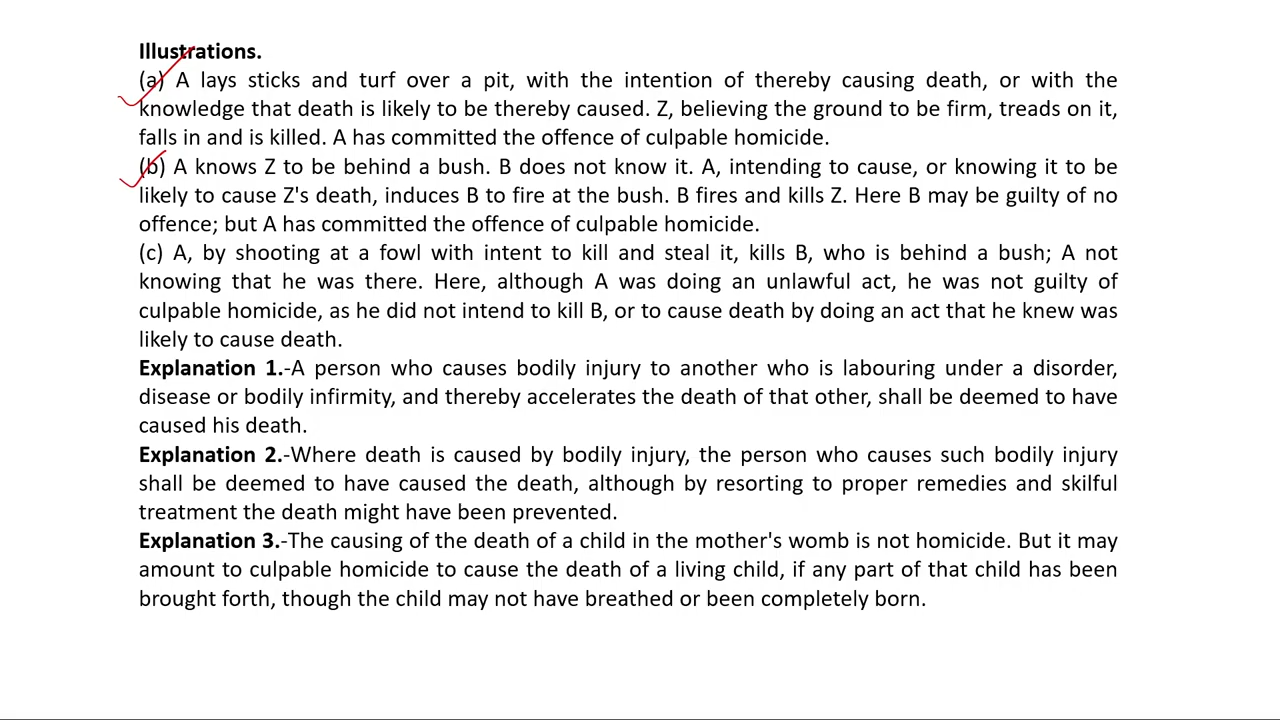 Illustrations.
(a) A lays sticks and turf over a pit, with the intention of thereby causing death, or with the
knowledge that death is likely to be thereby caused. Z, believing the ground to be firm, treads on it,
falls in and is killed. A has committed the offence of culpable homicide.
(b) A knows Z to be behind a bush. B does not know it. A, intending to cause, or knowing it to be
likely to cause Z's death, induces B to fire at the bush. B fires and kills Z. Here B may be guilty of no
offence; but A has committed the offence of culpable homicide.
(c) A, by shooting at a fowl with intent to kill and steal it, kills B, who is behind a bush; A not
knowing that he was there. Here, although A was doing an unlawful act, he was not guilty of
culpable homicide, as he did not intend to kill B, or to cause death by doing an act that he knew was
likely to cause death.
Explanation 1.-A person who causes bodily injury to another who is labouring under a disorder,
disease or bodily infirmity, and thereby accelerates the death of that other, shall be deemed to have
caused his death.
Explanation 2.-Where death is caused by bodily injury, the person who causes such bodily injury
shall be deemed to have caused the death, although by resorting to proper remedies and skilful
treatment the death might have been prevented.
Explanation 3.-The causing of the death of a child in the mother's womb is not homicide. But it may
amount to culpable homicide to cause the death of a living child, if any part of that child has been
brought forth, though the child may not have breathed or been completely born.